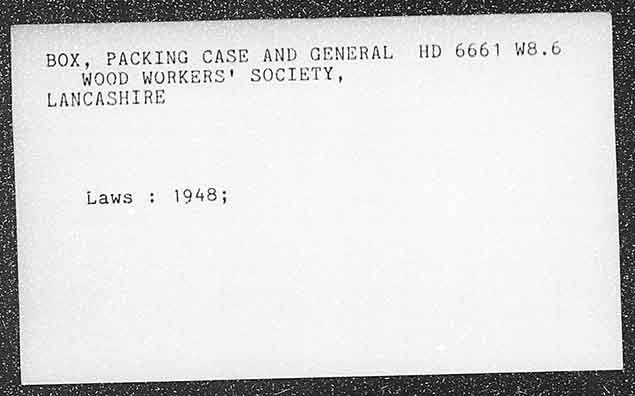 BOX, PACKING CASE AND GENERAL HD 6661 W8.6
WOOD WORKERS' SOCIETY,
LANCASHIRE
Laws : 1948;